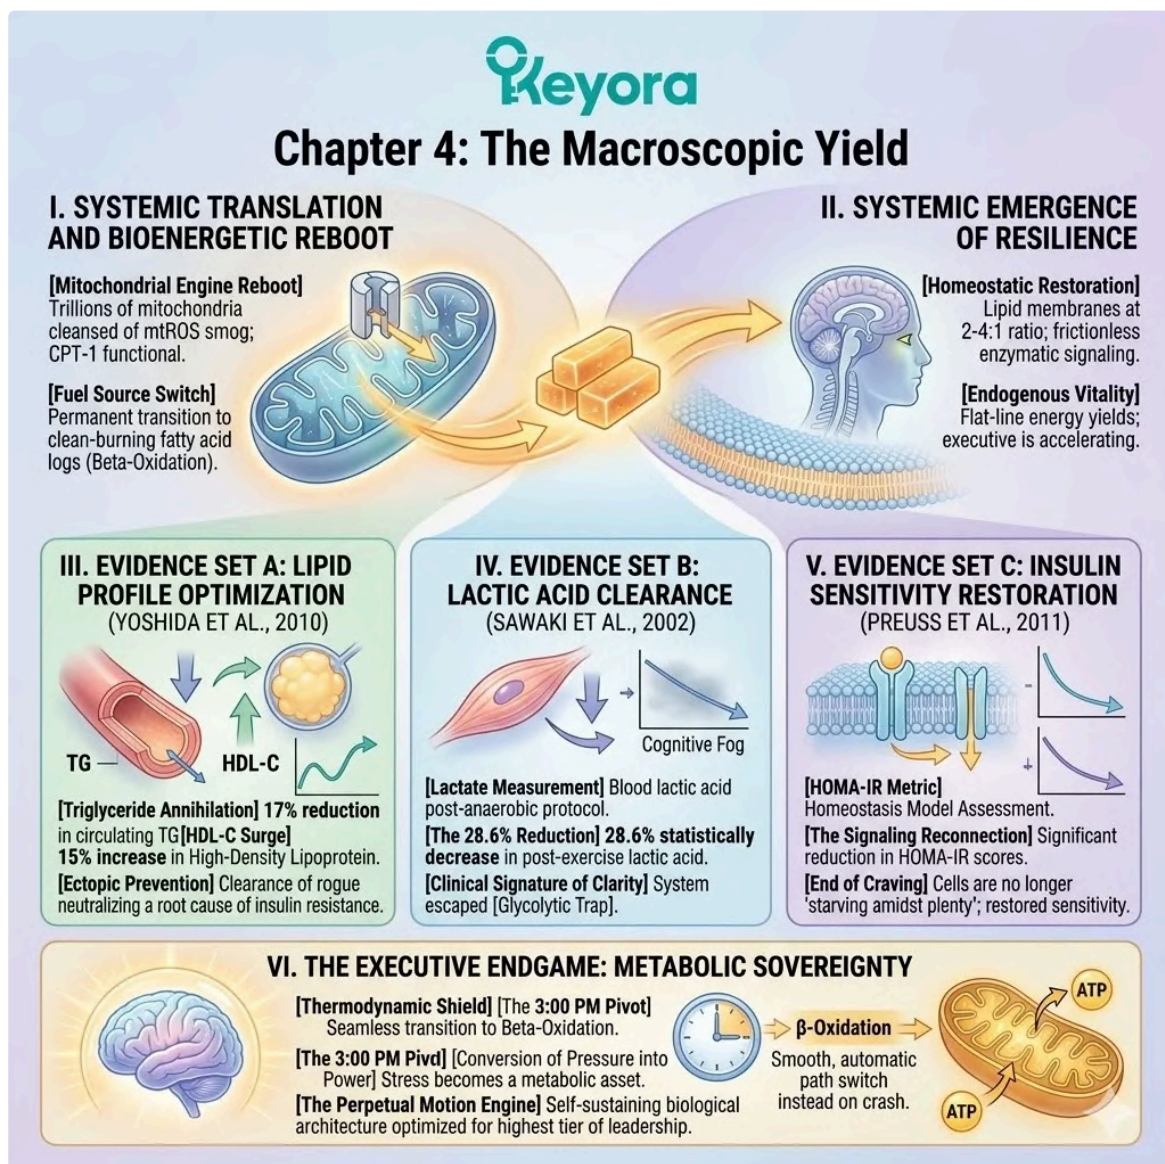 Keyora
Chapter 4: The Macroscopic Yield
I. SYSTEMIC TRANSLATION
AND BIOENERGETIC REBOOT
[Mitochondrial Engine Reboot]
Trillions of mitochondria
cleansed of mtROS smog;
CPT-1 functional.
[Fuel Source Switch]
Permanent transition to
clean-burning fatty acid
logs (Beta-Oxidation).
II. SYSTEMIC EMERGENCE
OF RESILIENCE
[Homeostatic Restoration]
Lipid membranes at
2-4:1 ratio; frictionless
enzymatic signaling.
[Endogenous Vitality]
Flat-line energy yields;
executive is accelerating.
III. EVIDENCE SET A: LIPID
PROFILE OPTIMIZATION
(YOSHIDA ET AL., 2010)
TG
HDL-C
[Triglyceride Annihilation] 17% reduction
in circulating TG[HDL-C Surge]
15% increase in High-Density Lipoprotein.
[Ectopic Prevention] Clearance of rogue
neutralizing a root cause of insulin resistance.
IV. EVIDENCE SET B:
LACTIC ACID CLEARANCE
(SAWAKI ET AL., 2002)
Cognitive Fog
[Lactate Measurement] Blood lactic acid
post-anaerobic protocol.
[The 28.6% Reduction] 28.6% statistically
decrease in post-exercise lactic acid.
[Clinical Signature of Clarity] System
escaped [Glycolytic Trap].
V. EVIDENCE SET C: INSULIN
SENSITIVITY RESTORATION
(PREUSS ET AL., 2011)
[HOMA-IR Metric]
Homeostasis Model Assessment.
[The Signaling Reconnection] Significant
reduction in HOMA-IR scores.
[End of Craving] Cells are no longer
'starving amidst plenty'; restored sensitivity.
VI. THE EXECUTIVE ENDGAME: METABOLIC SOVEREIGNTY
[Thermodynamic Shield] [The 3:00 PM Pivot]
Seamless transition to Beta-Oxidation.
[The 3:00 PM Pivd] [Conversion of Pressure into
Power] Stress becomes a metabolic asset.
[The Perpetual Motion Engine] Self-sustaining biological
architecture optimized for highest tier of leadership.
β-Oxidation
Smooth, automatic
path switch
instead on crash.
ATP
ATP